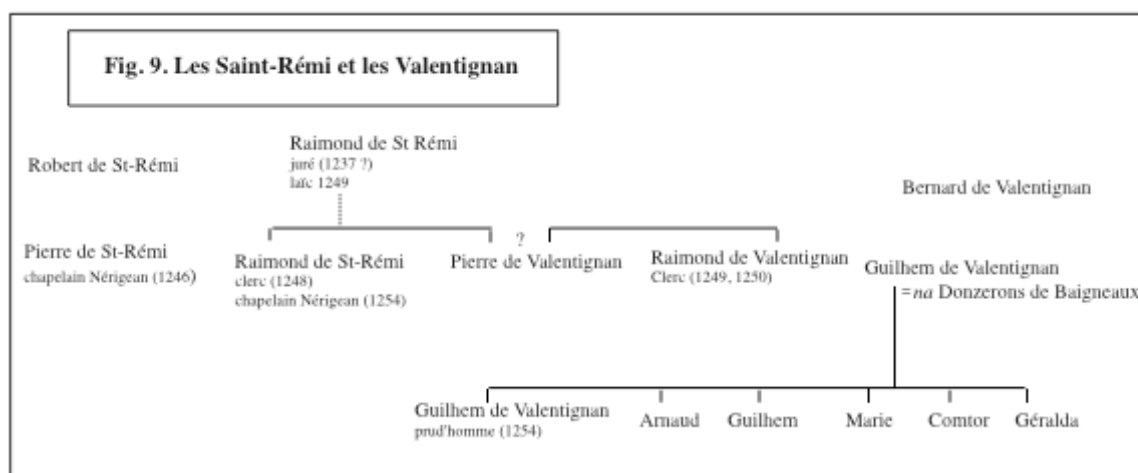 Fig. 9. Les Saint-Rémi et les Valentignan
Robert de St-Rémi
Raimond de St Rémi
juré (1237 ?)
laïc 1249
Bernard de Valentignan
Pierre de St-Rémi
chapelain Nérigean (1246)
Raimond de St-Rémi
clerc (1248)
chapelain Nérigean (1254)
?
Pierre de Valentignan
Raimond de Valentignan
Clerc (1249, 1250)
Guilhem de Valentignan
=na Donzerons de Baigneaux
Guilhem de Valentignan
prud'homme (1254)
Arnaud
Guilhem
Marie
Comtor
Géralda